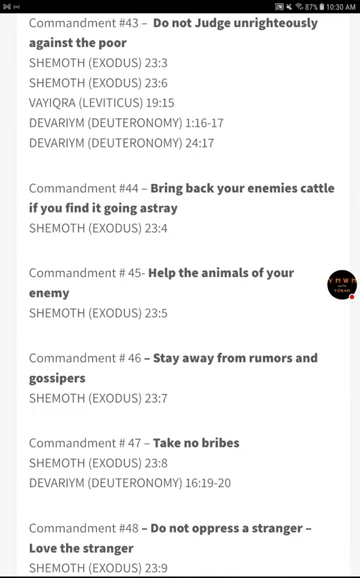 87% 10:30 AM
Commandment #43 – Do not Judge unrighteously
against the poor
SHEMOTH (EXODUS) 23:3
SHEMOTH (EXODUS) 23:6
VAYIQRA (LEVITICUS) 19:15
DEVARIYM (DEUTERONOMY) 1:16-17
DEVARIYM (DEUTERONOMY) 24:17
Commandment #44 – Bring back your enemies cattle
if you find it going astray
SHEMOTH (EXODUS) 23:4
Commandment # 45- Help the animals of your
enemy
SHEMOTH (EXODUS) 23:5
Commandment # 46 – Stay away from rumors and
gossipers
SHEMOTH (EXODUS) 23:7
Commandment # 47 – Take no bribes
SHEMOTH (EXODUS) 23:8
DEVARIYM (DEUTERONOMY) 16:19-20
Commandment #48 – Do not oppress a stranger –
Love the stranger
SHEMOTH (EXODUS) 23:9